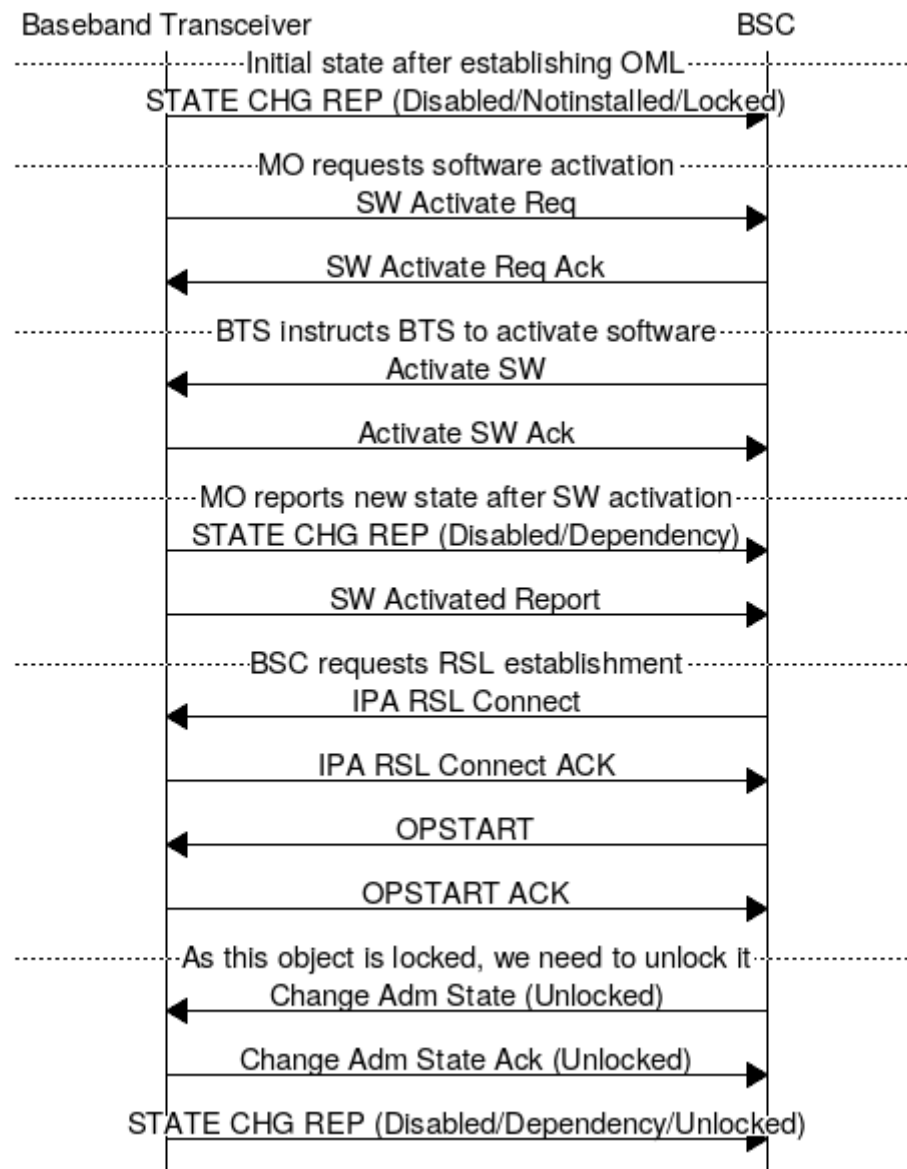 Baseband Transceiver BSC
Initial state after establishing OML
STATE CHG REP (Disabled/Notinstalled/Locked)
MO requests software activation
SW Activate Req
SW Activate Req Ack
BTS instructs BTS to activate software
Activate SW
Activate SW Ack
MO reports new state after SW activation
STATE CHG REP (Disabled/Dependency)
SW Activated Report
BSC requests RSL establishment
IPA RSL Connect
IPA RSL Connect ACK
OPSTART
OPSTART ACK
As this object is locked, we need to unlock it
Change Adm State (Unlocked)
Change Adm State Ack (Unlocked)
STATE CHG REP (Disabled/Dependency/Unlocked)